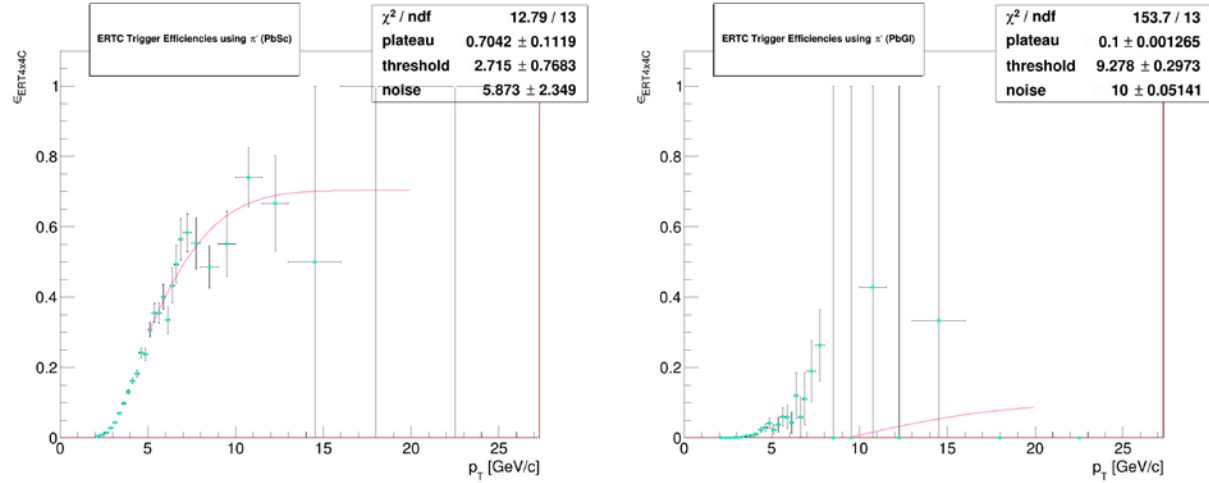 ERTC Trigger Efficiencies using π⁻ (PbSc)
χ² / ndf 12.79 / 13
plateau 0.7042 ± 0.1119
threshold 2.715 ± 0.7683
noise 5.873 ± 2.349
ε_ERT4x4C
1
0.8
0.6
0.4
0.2
0
0 5 10 15 20 25
p_T [GeV/c]
ERTC Trigger Efficiencies using π⁻ (PbGl)
χ² / ndf 153.7 / 13
plateau 0.1 ± 0.001265
threshold 9.278 ± 0.2973
noise 10 ± 0.05141
ε_ERT4x4C
1
0.8
0.6
0.4
0.2
0
0 5 10 15 20 25
p_T [GeV/c]